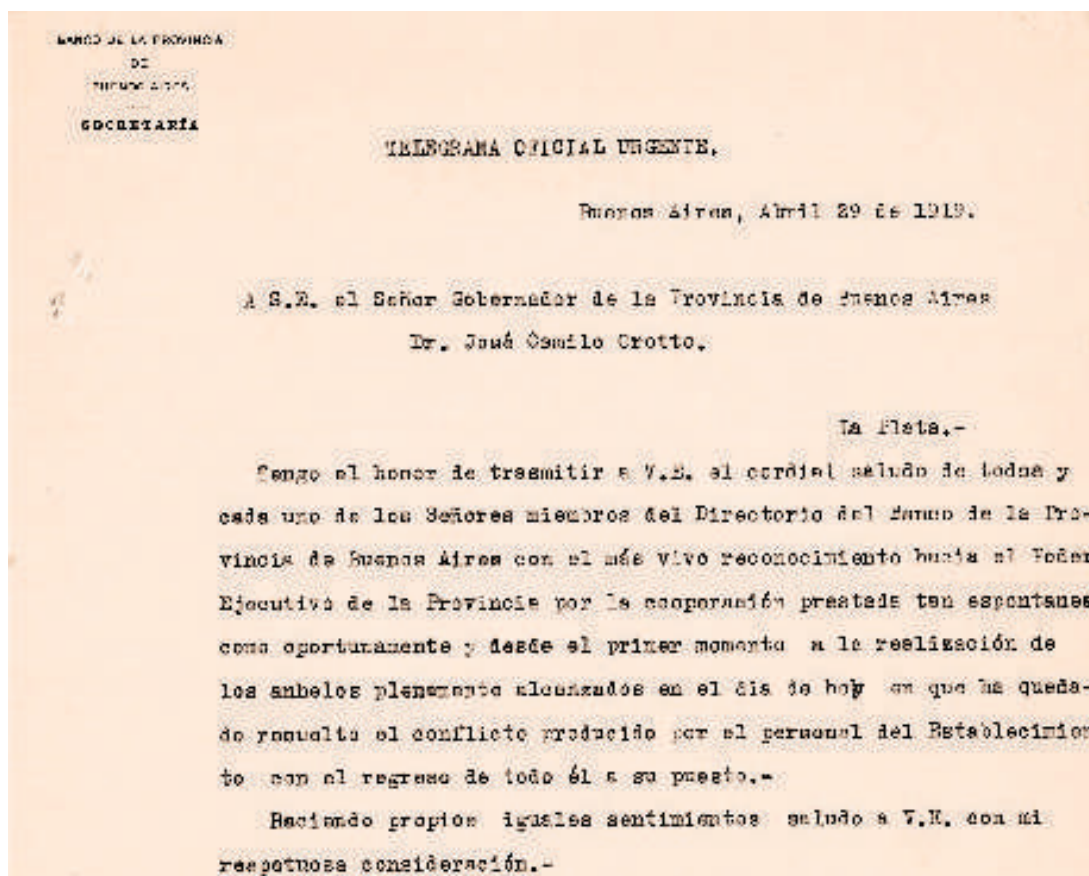 BANCO DE LA PROVINCIA
DE
BUENOS AIRES
SECRETARÍA
TELEGRAMA OFICIAL URGENTE.
Buenos Aires, Abril 29 de 1919.
A S.E. el Señor Gobernador de la Provincia de Buenos Aires
Dr. José Camilo Crotto.
La Plata.-
Tengo el honor de trasmitir a V.E. el cordial saludo de todos y
cada uno de los Señores miembros del Directorio del Banco de la Pro-
vincia de Buenos Aires con el más vivo reconocimiento hacia el Poder
Ejecutivo de la Provincia por la cooperación prestada tan espontanea
como oportunamente y desde el primer momento a la realización de
los anhelos plenamente alcanzados en el día de hoy en que ha queda-
do resuelto el conflicto producido por el personal del Establecimien
to con el regreso de todo él a su puesto.-
Haciendo propios iguales sentimientos saludo a V.E. con mi
respetuosa consideración.-